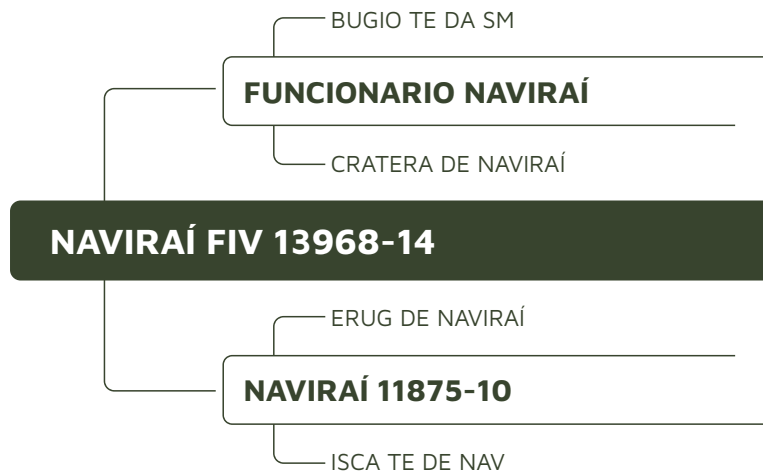 BUGIO TE DA SM
FUNCIONARIO NAVIRAÍ
CRATERA DE NAVIRAÍ
NAVIRAÍ FIV 13968-14
ERUG DE NAVIRAÍ
NAVIRAÍ 11875-10
ISCA TE DE NAV